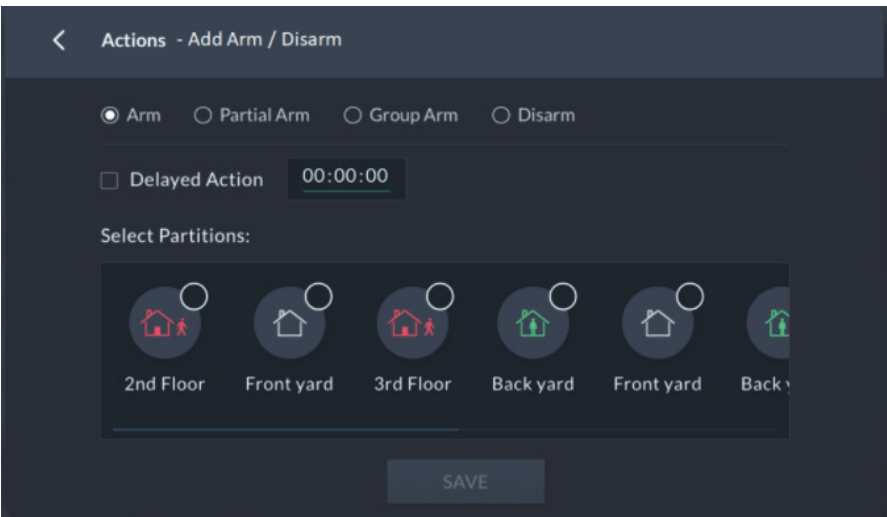 Actions - Add Arm / Disarm
Arm Partial Arm Group Arm Disarm
Delayed Action 00:00:00
Select Partitions:
2nd Floor Front yard 3rd Floor Back yard Front yard Back
SAVE